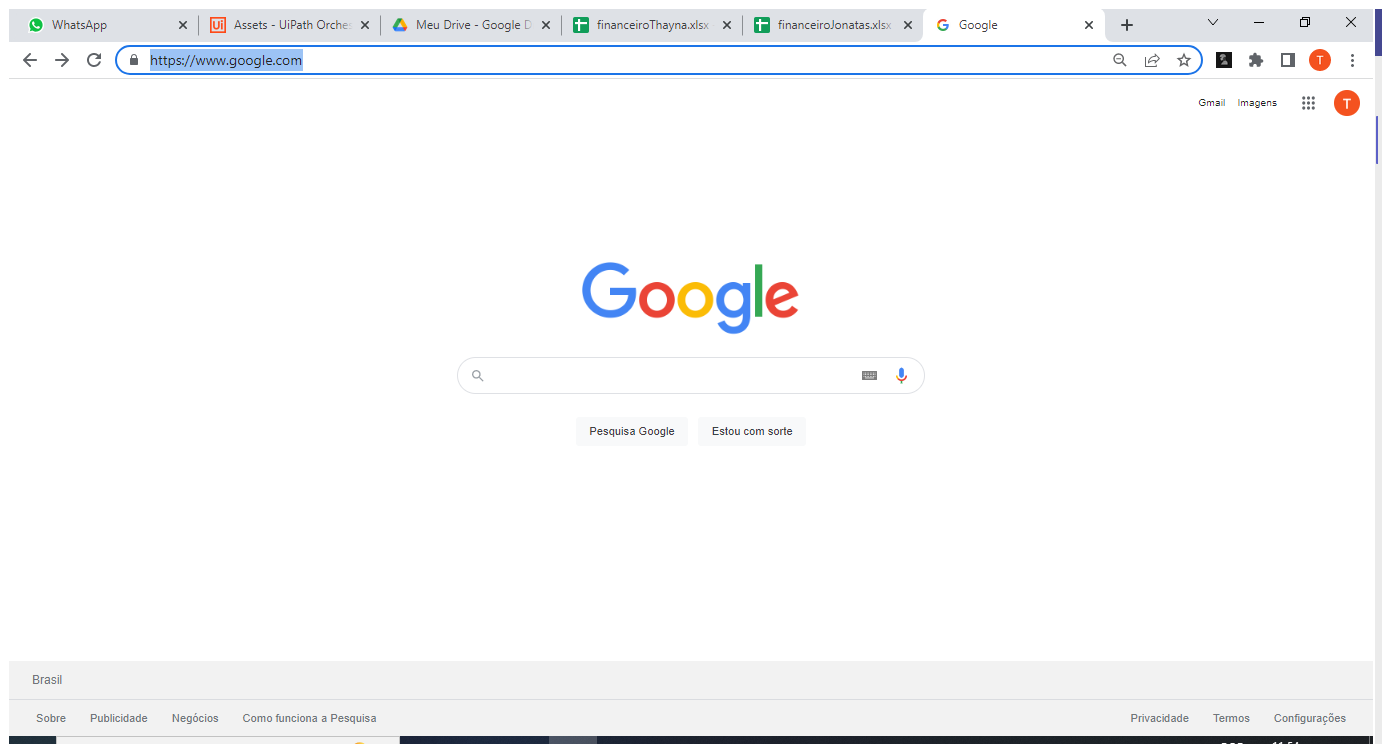 WhatsApp
Assets - UiPath Orches
Meu Drive - Google D
financeiroThayna.xlsx
financeiroJonatas.xlsx
Google
https://www.google.com
T
Gmail Imagens
T
Google
Pesquisa Google Estou com sorte
Brasil
Sobre Publicidade Negócios Como funciona a Pesquisa Privacidade Termos Configurações